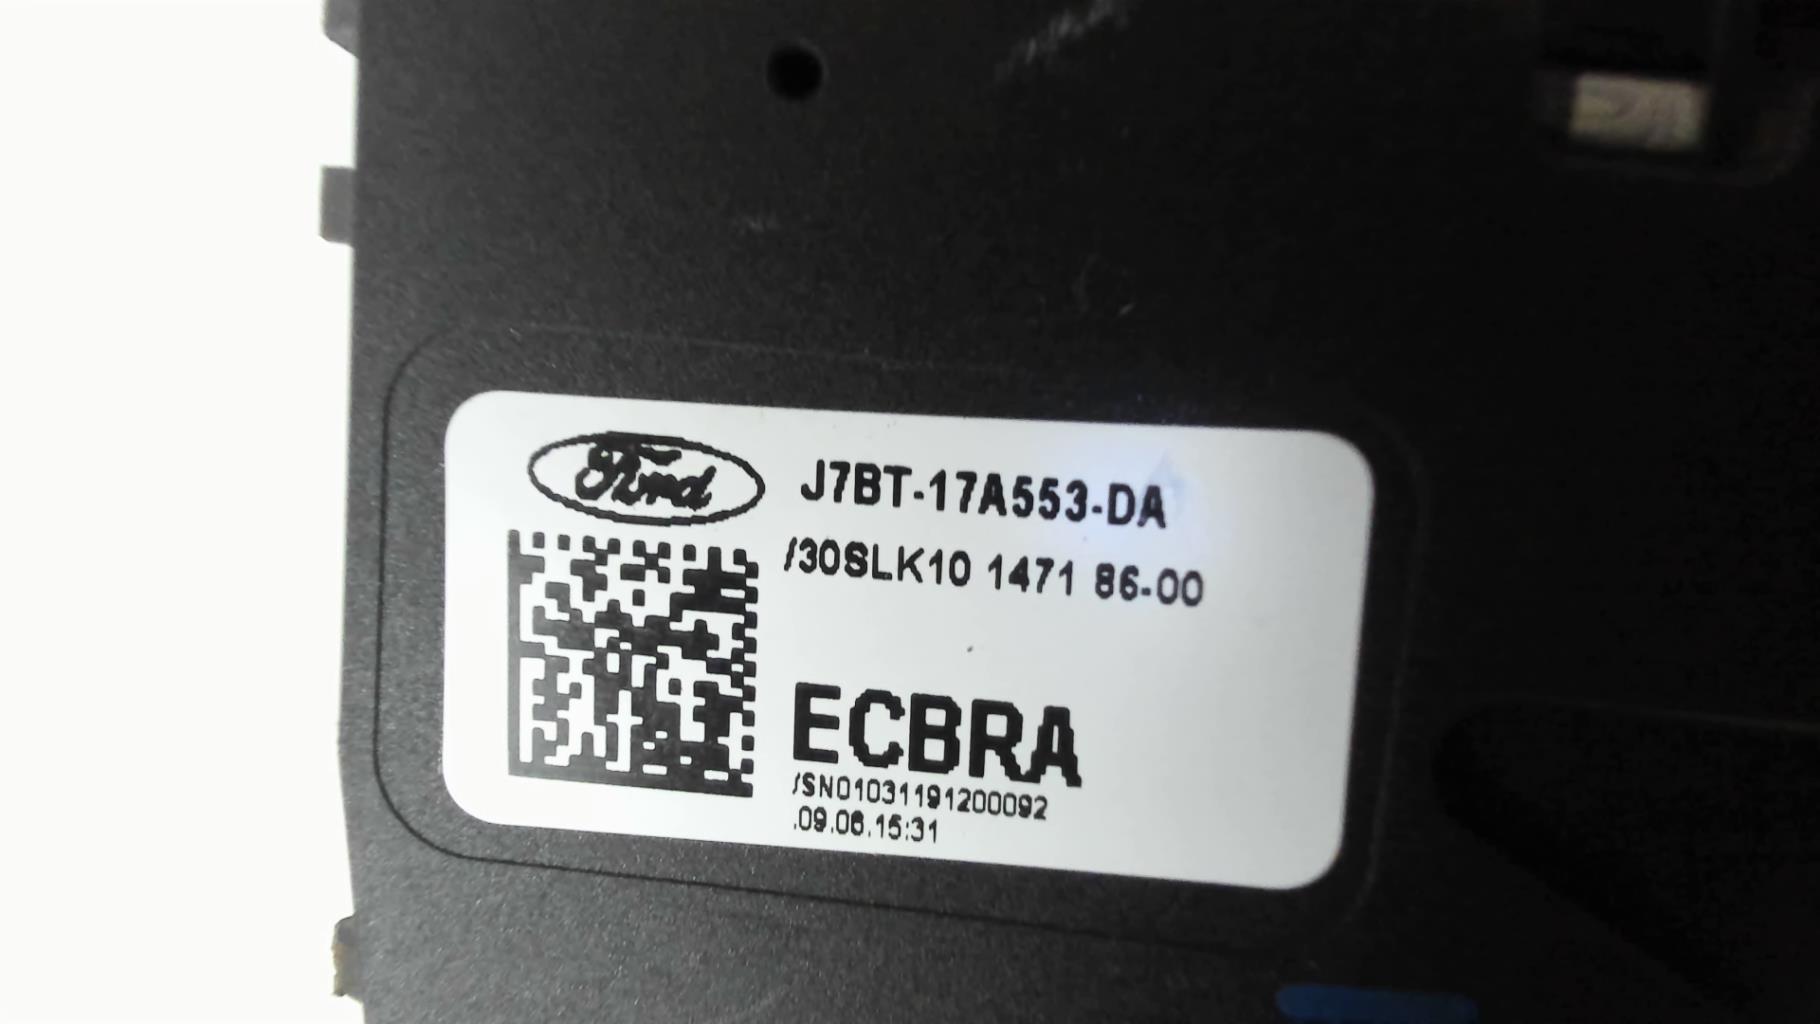 Ford
J7BT-17A553-DA
/30SLK10 1471 86-00
ECBRA
/SN01031191200092
.09.06.15:31